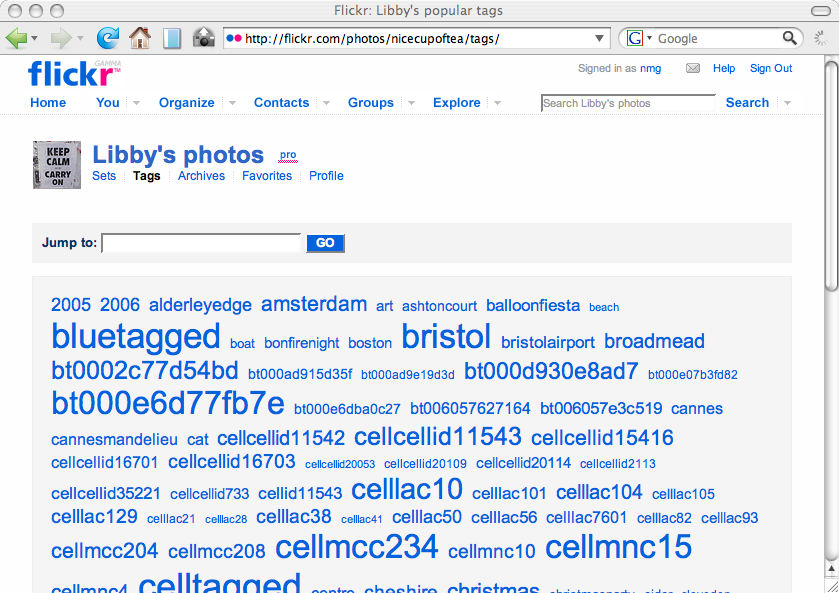 Flickr: Libby's popular tags
http://flickr.com/photos/nicecupoftea/tags/
G Google
flickr GAMMA TM
Signed in as nmg Help Sign Out
Home You Organize Contacts Groups Explore Search Libby's photos Search
KEEP
CALM
CARRY
ON
Libby's photos pro
Sets Tags Archives Favorites Profile
Jump to: GO
2005 2006 alderleyedge amsterdam art ashtoncourt balloonfiesta beach
bluetagged boat bonfirenight boston bristol bristolairport broadmead
bt0002c77d54bd bt000ad915d35f bt000ad9e19d3d bt000d930e8ad7 bt000e07b3fd82
bt000e6d77fb7e bt000e6dba0c27 bt006057627164 bt006057e3c519 cannes
cannesmandelieu cat cellcellid11542 cellcellid11543 cellcellid15416
cellcellid16701 cellcellid16703 cellcellid20053 cellcellid20109 cellcellid20114 cellcellid2113
cellcellid35221 cellcellid733 cellid11543 celllac10 celllac101 celllac104 celllac105
celllac129 celllac21 celllac28 celllac38 celllac41 celllac50 celllac56 celllac7601 celllac82 celllac93
cellmcc204 cellmcc208 cellmcc234 cellmnc10 cellmnc15
cellmnc4 celltagged centre cheshire christmas christmasparty cider clevedon